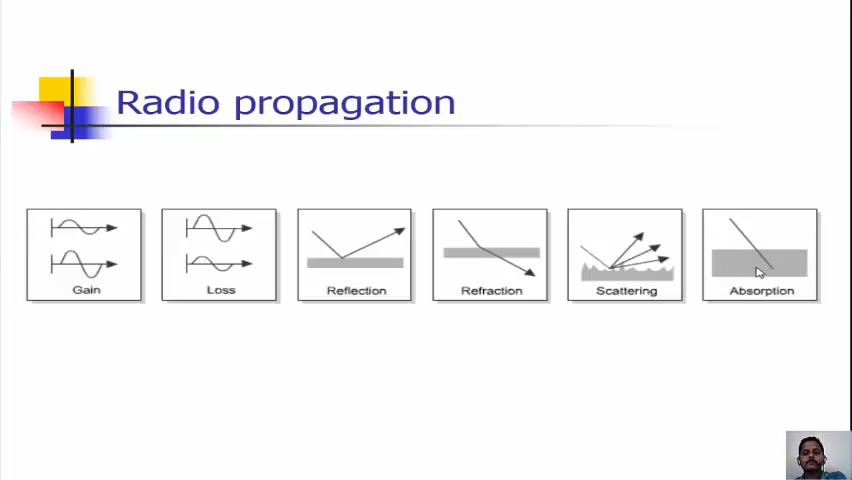 Radio propagation
Gain
Loss
Reflection
Refraction
Scattering
Absorption